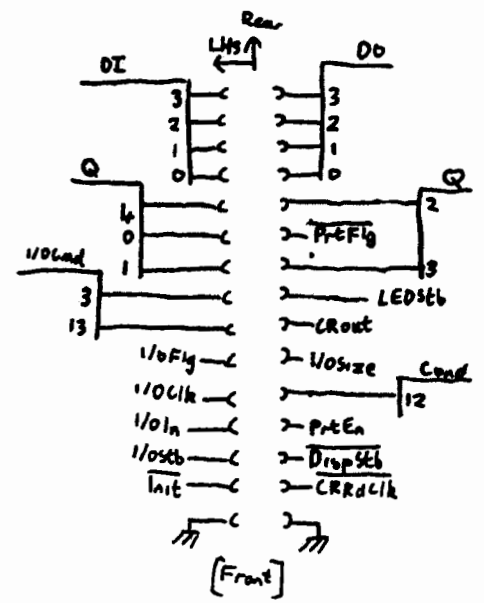 Rear
LHS
DI DO
3 3
2 2
1 1
0 0
Q Q
4 2
0 PrtFlg
1 3
I/OCmd
3 LEDStb
13 CRout
I/OFlg I/OSize
Cond
I/OClk 12
I/OIn PrtEn
I/OStb DispStb
Init CRRdClk
[Front]